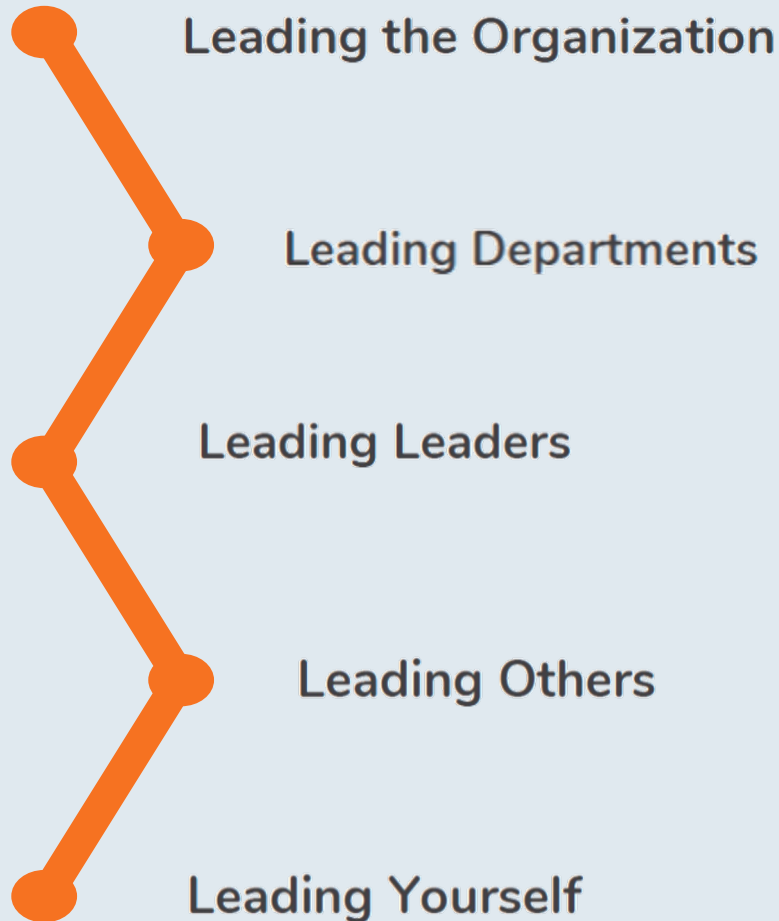 Leading the Organization
Leading Departments
Leading Leaders
Leading Others
Leading Yourself